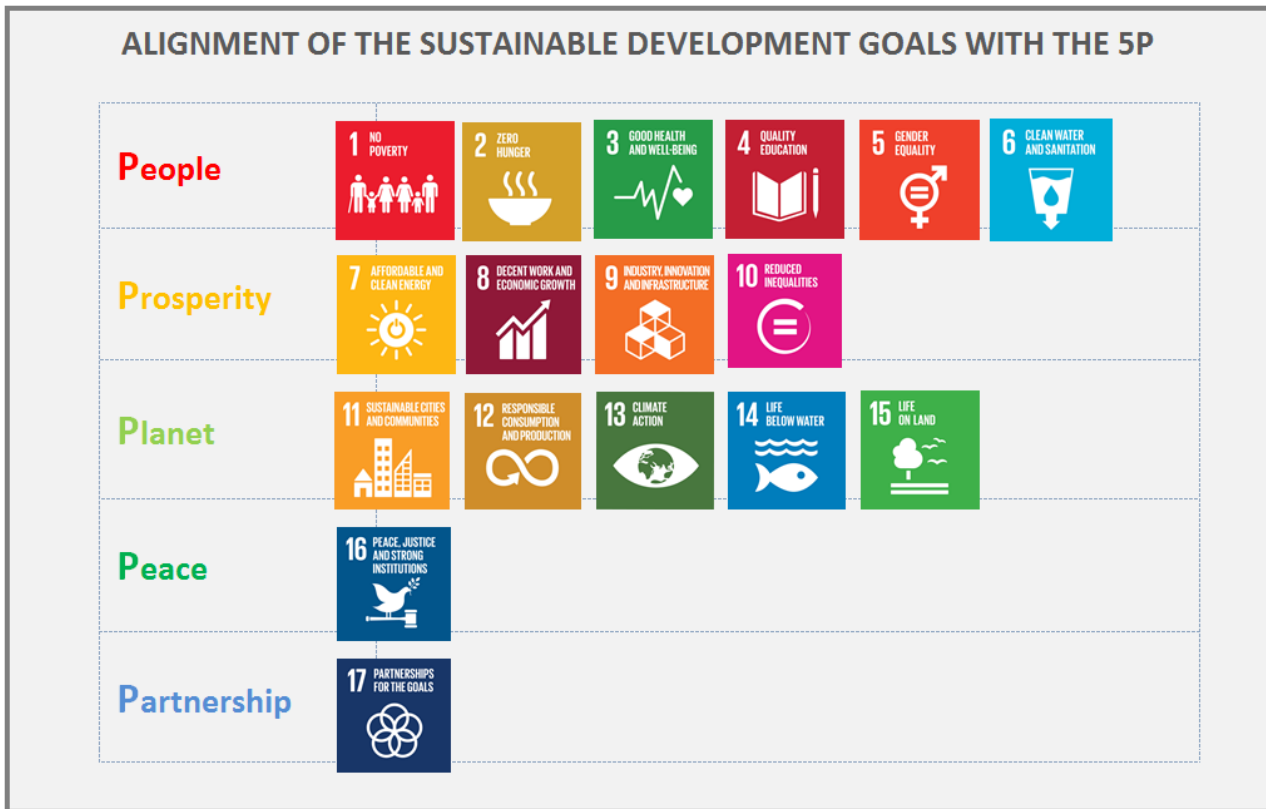 ALIGNMENT OF THE SUSTAINABLE DEVELOPMENT GOALS WITH THE 5P
People
1 NO
POVERTY
2 ZERO
HUNGER
3 GOOD HEALTH
AND WELL-BEING
4 QUALITY
EDUCATION
5 GENDER
EQUALITY
6 CLEAN WATER
AND SANITATION
Prosperity
7 AFFORDABLE AND
CLEAN ENERGY
8 DECENT WORK AND
ECONOMIC GROWTH
9 INDUSTRY, INNOVATION
AND INFRASTRUCTURE
10 REDUCED
INEQUALITIES
Planet
11 SUSTAINABLE CITIES
AND COMMUNITIES
12 RESPONSIBLE
CONSUMPTION
AND PRODUCTION
13 CLIMATE
ACTION
14 LIFE
BELOW WATER
15 LIFE
ON LAND
Peace
16 PEACE, JUSTICE
AND STRONG
INSTITUTIONS
Partnership
17 PARTNERSHIPS
FOR THE GOALS